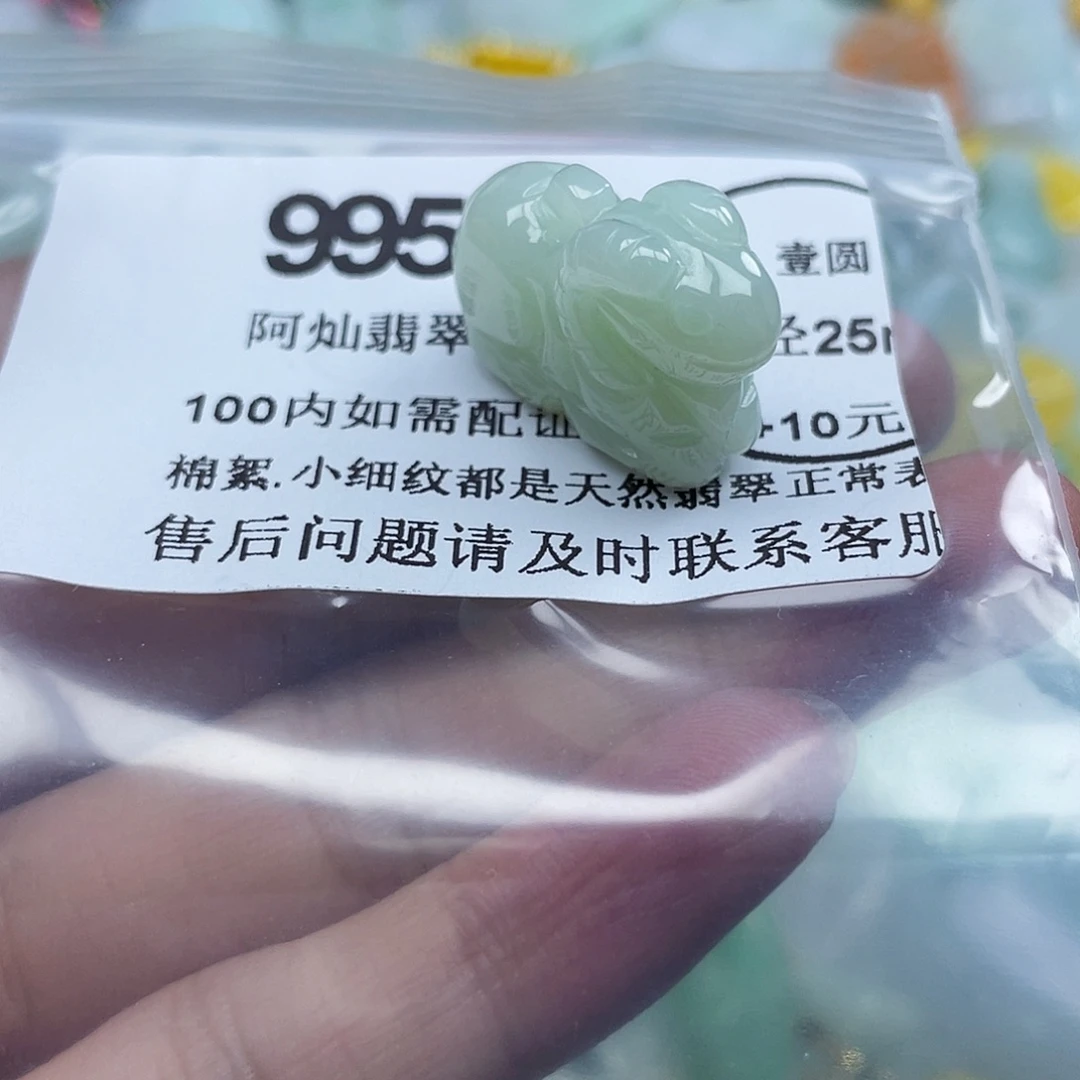 995 壹圆
阿灿翡翠 径25
100内如需配证 +10元
棉絮.小细纹都是天然翡翠正常表
售后问题请及时联系客服